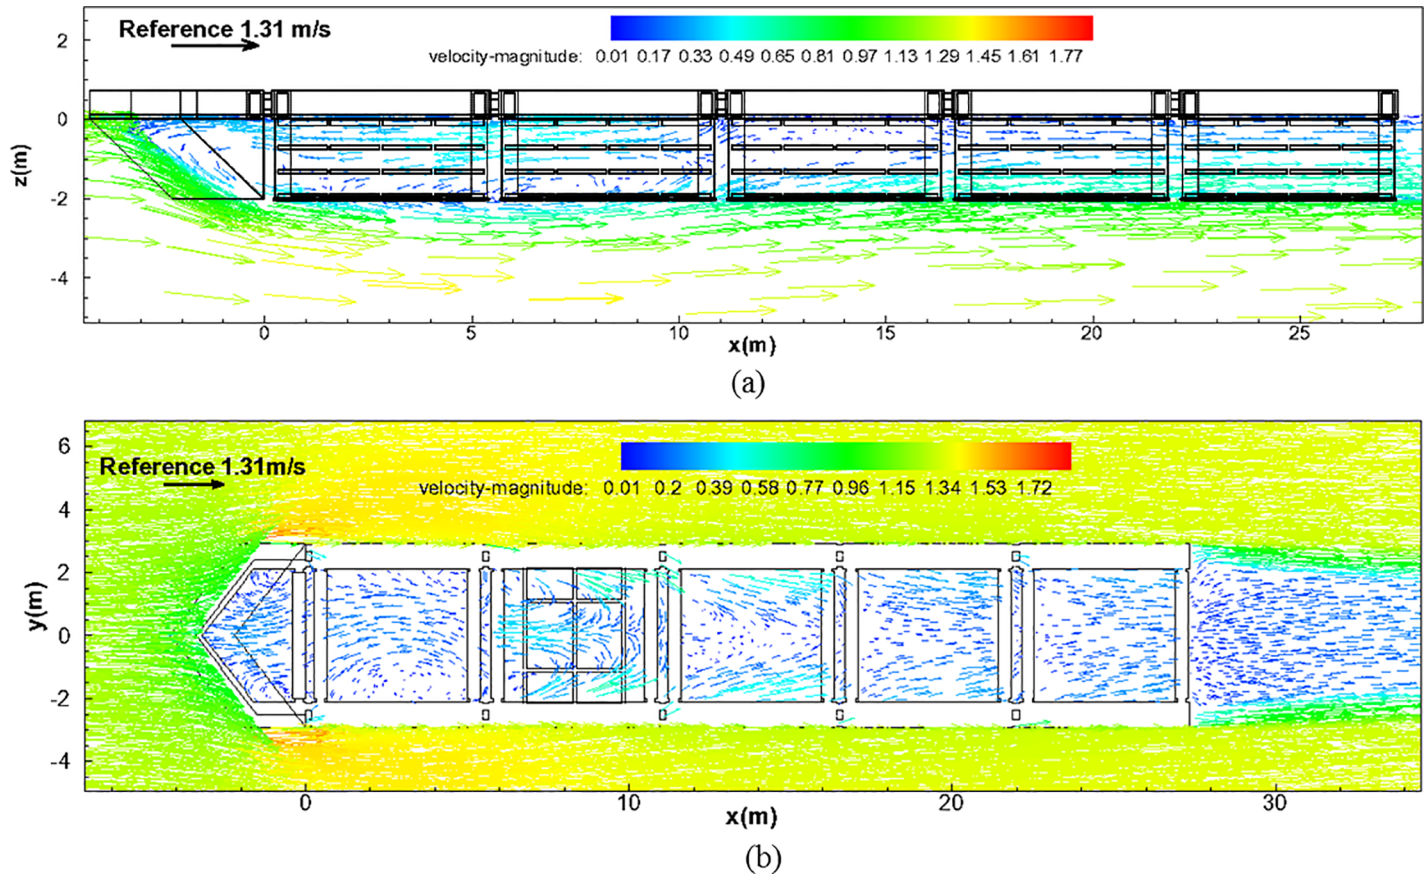 Reference 1.31 m/s
velocity-magnitude: 0.01 0.17 0.33 0.49 0.65 0.81 0.97 1.13 1.29 1.45 1.61 1.77
2
0
-2
-4
z(m)
0 5 10 15 20 25
x(m)
(a)
Reference 1.31m/s
velocity-magnitude: 0.01 0.2 0.39 0.58 0.77 0.96 1.15 1.34 1.53 1.72
6
4
2
0
-2
-4
y(m)
0 10 20 30
x(m)
(b)